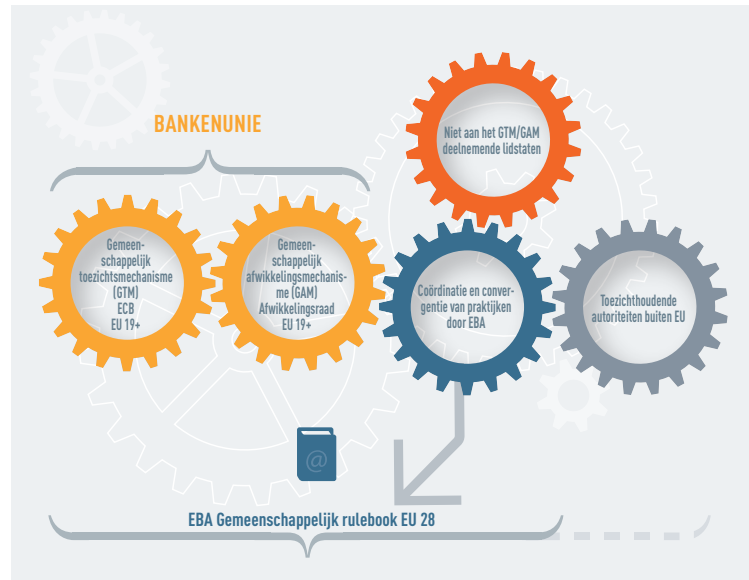 BANKENUNIE
Niet aan het GTM/GAM
deelnemende lidstaten
Gemeen-
schappelijk
toezichtsmechanisme
(GTM)
ECB
EU 19+
Gemeen-
schappelijk
afwikkelingsmechanis-
me (GAM)
Afwikkelingsraad
EU 19+
Coördinatie en conver-
gentie van praktijken
door EBA
Toezichthoudende
autoriteiten buiten EU
@
EBA Gemeenschappelijk rulebook EU 28